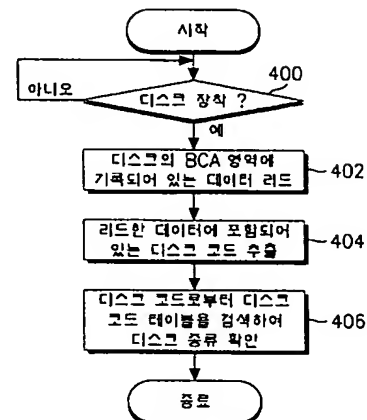 시작
400
아니오
디스크 장착 ?
예
디스크의 BCA 영역에
기록되어 있는 데이터 리드
402
리드한 데이터에 포함되어
있는 디스크 코드 추출
404
디스크 코드로부터 디스크
코드 테이블을 검색하여
디스크 종류 확인
406
종료